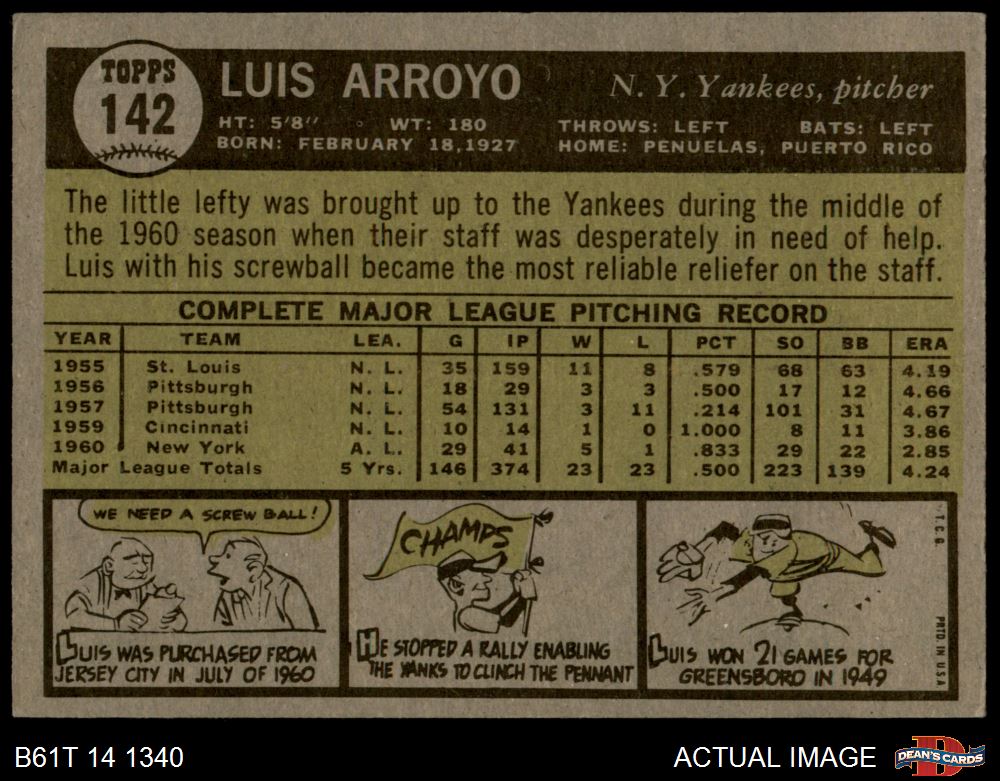 TOPPS
142
LUIS ARROYO
N. Y. Yankees, pitcher
HT: 5'8" WT: 180
THROWS: LEFT BATS: LEFT
BORN: FEBRUARY 18, 1927
HOME: PENUELAS, PUERTO RICO
The little lefty was brought up to the Yankees during the middle of
the 1960 season when their staff was desperately in need of help.
Luis with his screwball became the most reliable reliefer on the staff.
COMPLETE MAJOR LEAGUE PITCHING RECORD
YEAR TEAM LEA. G IP W L PCT SO BB ERA
1955 St. Louis N. L. 35 159 11 8 .579 68 63 4.19
1956 Pittsburgh N. L. 18 29 3 3 .500 17 12 4.66
1957 Pittsburgh N. L. 54 131 3 11 .214 101 31 4.67
1959 Cincinnati N. L. 10 14 1 0 1.000 8 11 3.86
1960 New York A. L. 29 41 5 1 .833 29 22 2.85
Major League Totals 5 Yrs. 146 374 23 23 .500 223 139 4.24
WE NEED A SCREW BALL!
LUIS WAS PURCHASED FROM
JERSEY CITY IN JULY OF 1960
CHAMPS
HE STOPPED A RALLY ENABLING
THE YANKS TO CLINCH THE PENNANT
LUIS WON 21 GAMES FOR
GREENSBORO IN 1949
T.C.G.
PRTD. IN U.S.A.
B61T 14 1340
ACTUAL IMAGE
D
DEAN'S CARDS